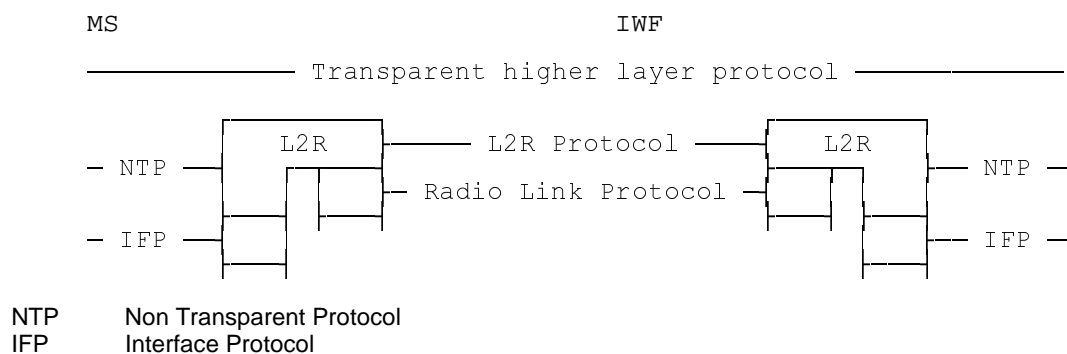 MS IWF
Transparent higher layer protocol
L2R L2R Protocol L2R
NTP NTP
Radio Link Protocol
IFP IFP
NTP Non Transparent Protocol
IFP Interface Protocol